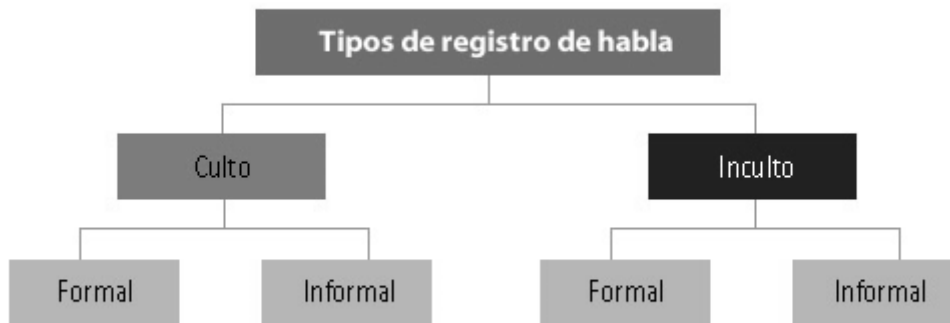 Tipos de registro de habla
Culto
Inculto
Formal
Informal
Formal
Informal